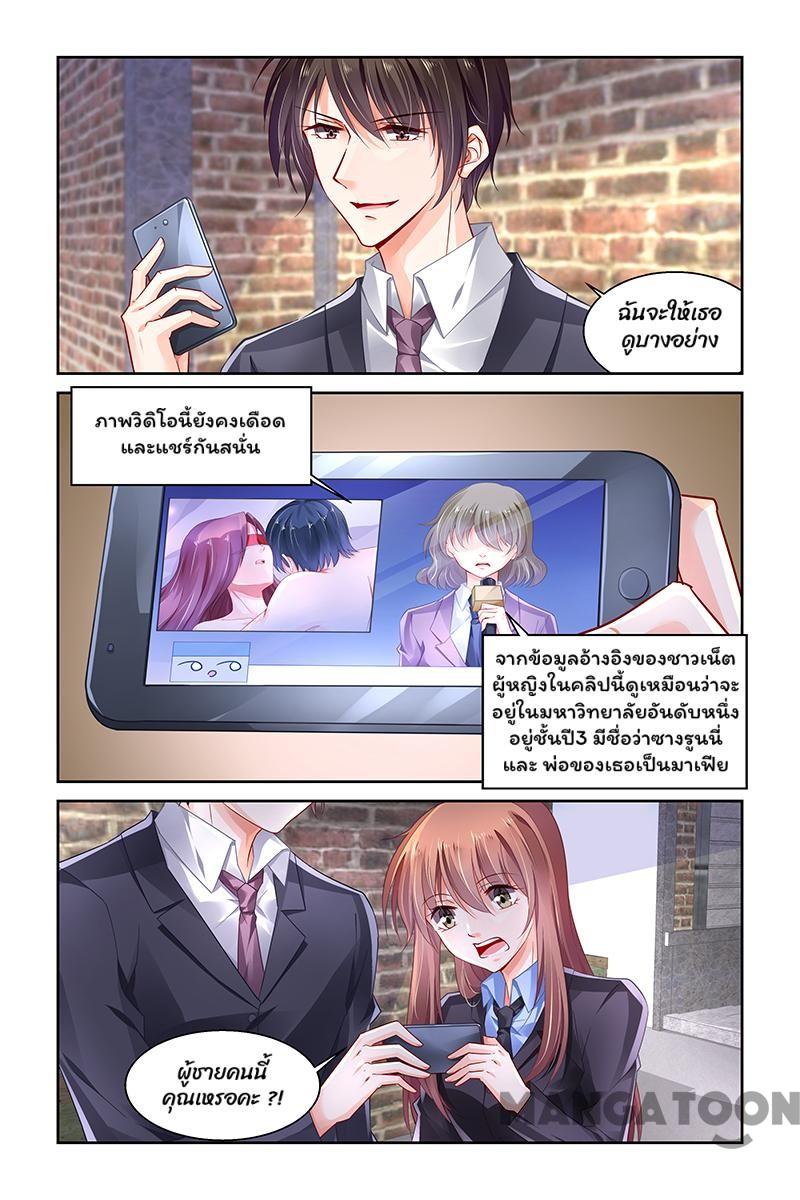 ฉันจะให้เธอ
ดูบางอย่าง
ภาพวิดิโอนี้ยังคงเดือด
และแชร์กันสนั่น
จากข้อมูลอ้างอิงของชาวเน็ต
ผู้หญิงในคลิปนี้ดูเหมือนว่าจะ
อยู่ในมหาวิทยาลัยอันดับหนึ่ง
อยู่ชั้นปี3 มีชื่อว่าซางรูนนี่
และ พ่อของเธอเป็นมาเฟีย
ผู้ชายคนนี้
คุณเหรอคะ ?!
MANGATOON